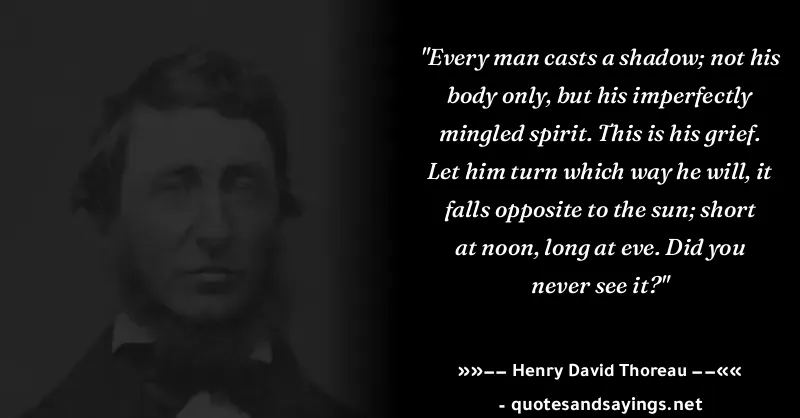 "Every man casts a shadow; not his
body only, but his imperfectly
mingled spirit. This is his grief.
Let him turn which way he will, it
falls opposite to the sun; short
at noon, long at eve. Did you
never see it?"
»»−− Henry David Thoreau −−««
- quotesandsayings.net